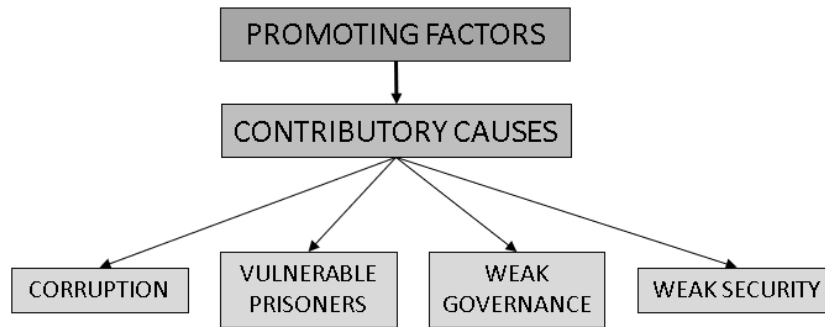 PROMOTING FACTORS
CONTRIBUTORY CAUSES
CORRUPTION
VULNERABLE
PRISONERS
WEAK
GOVERNANCE
WEAK SECURITY